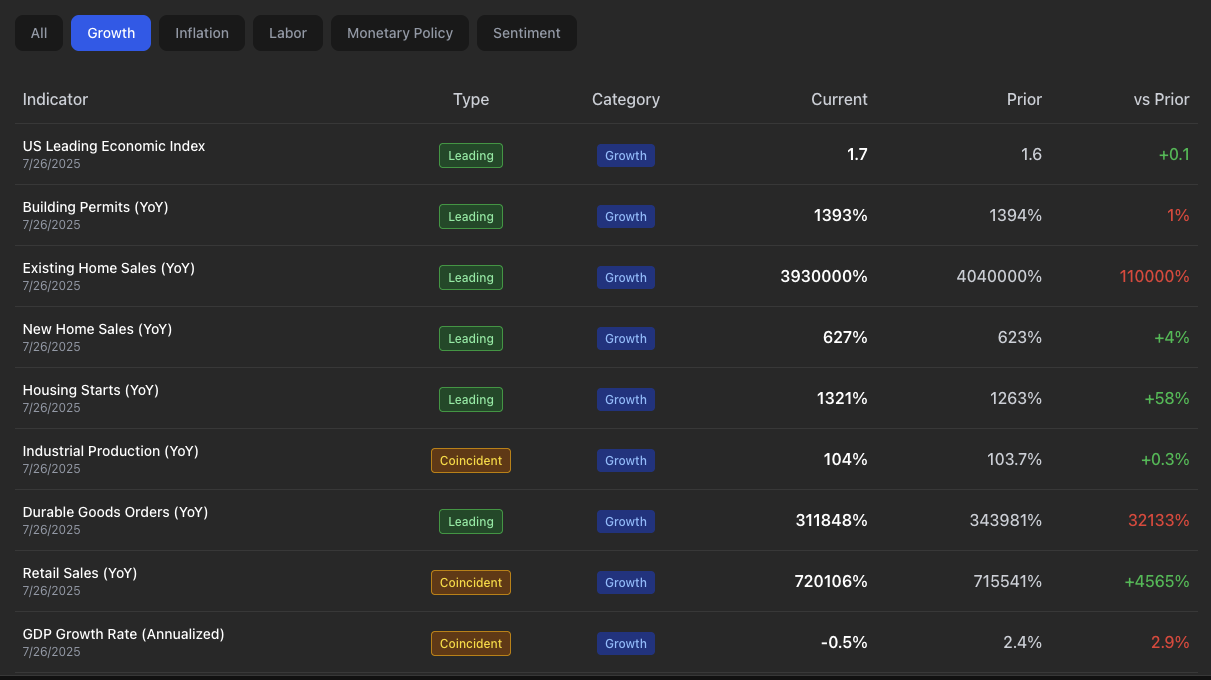 All Growth Inflation Labor Monetary Policy Sentiment
Indicator Type Category Current Prior vs Prior
US Leading Economic Index
7/26/2025
Leading Growth 1.7 1.6 +0.1
Building Permits (YoY)
7/26/2025
Leading Growth 1393% 1394% 1%
Existing Home Sales (YoY)
7/26/2025
Leading Growth 3930000% 4040000% 110000%
New Home Sales (YoY)
7/26/2025
Leading Growth 627% 623% +4%
Housing Starts (YoY)
7/26/2025
Leading Growth 1321% 1263% +58%
Industrial Production (YoY)
7/26/2025
Coincident Growth 104% 103.7% +0.3%
Durable Goods Orders (YoY)
7/26/2025
Leading Growth 311848% 343981% 32133%
Retail Sales (YoY)
7/26/2025
Coincident Growth 720106% 715541% +4565%
GDP Growth Rate (Annualized)
7/26/2025
Coincident Growth -0.5% 2.4% 2.9%